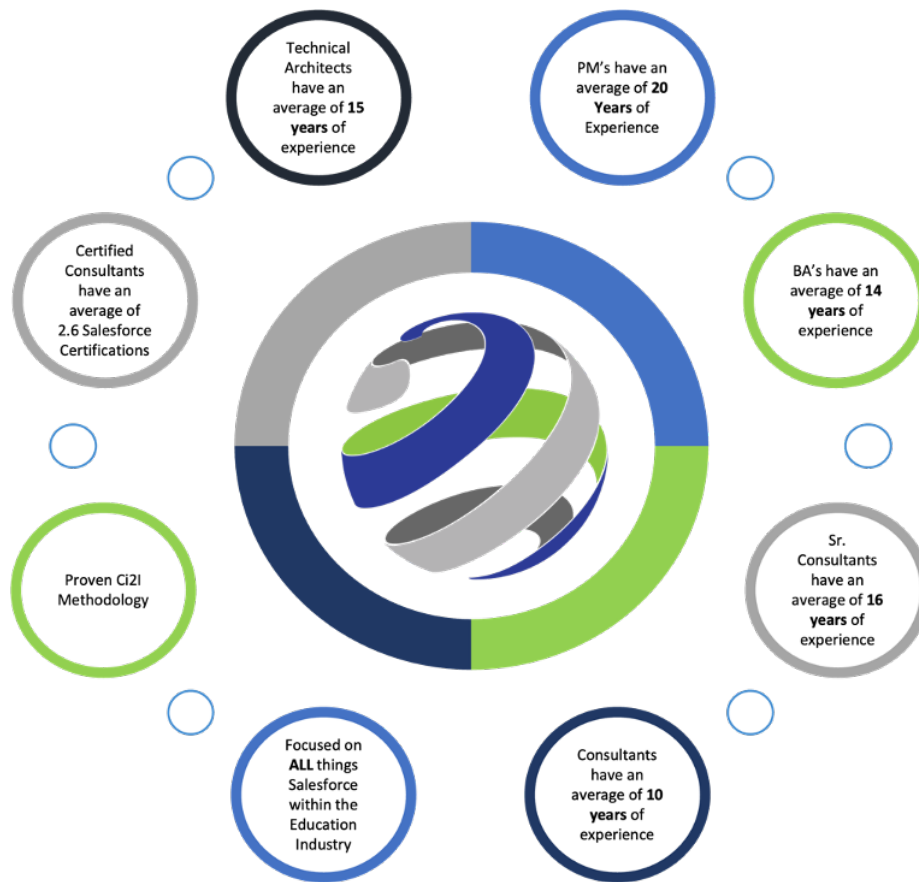 Technical
Architects
have an
average of 15
years of
experience
PM's have an
average of 20
Years of
Experience
Certified
Consultants
have an
average of
2.6 Salesforce
Certifications
BA's have an
average of 14
years of
experience
Proven Ci2I
Methodology
Sr.
Consultants
have an
average of 16
years of
experience
Focused on
ALL things
Salesforce
within the
Education
Industry
Consultants
have an
average of 10
years of
experience